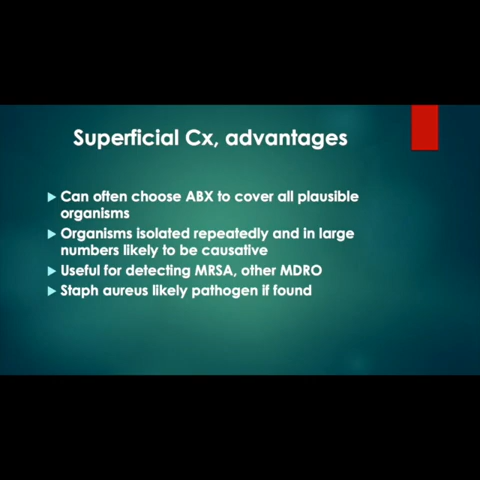 Superficial Cx, advantages
Can often choose ABX to cover all plausible
organisms
Organisms isolated repeatedly and in large
numbers likely to be causative
Useful for detecting MRSA, other MDRO
Staph aureus likely pathogen if found